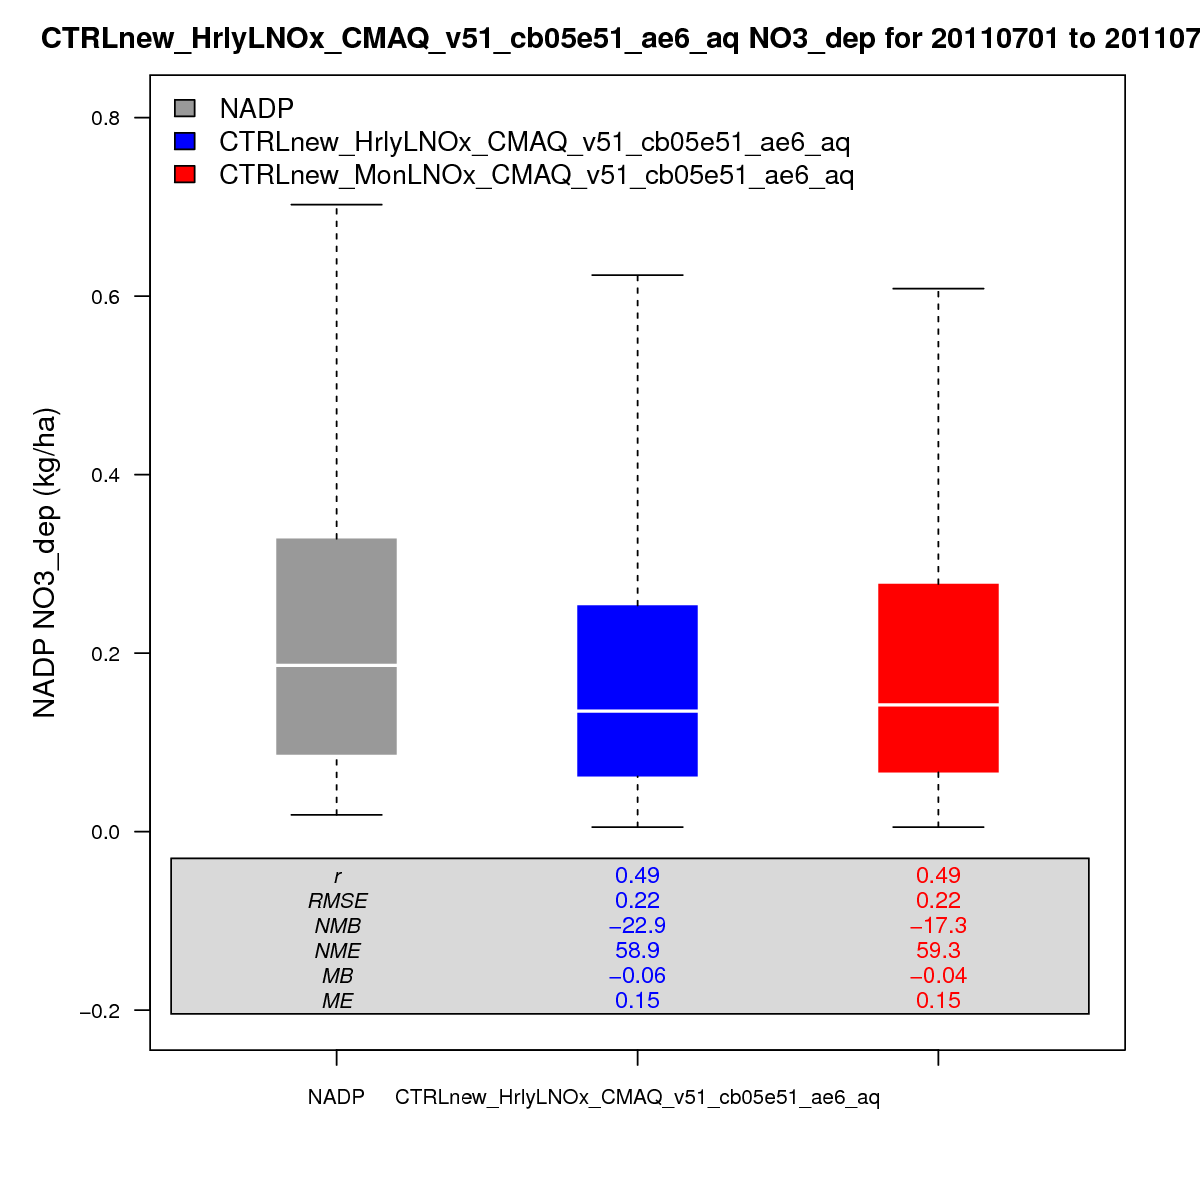 CTRLnew_HrlyLNOx_CMAQ_v51_cb05e51_ae6_aq NO3_dep for 20110701 to 201107
NADP
CTRLnew_HrlyLNOx_CMAQ_v51_cb05e51_ae6_aq
CTRLnew_MonLNOx_CMAQ_v51_cb05e51_ae6_aq
NADP NO3_dep (kg/ha)
0.8
0.6
0.4
0.2
0.0
−0.2
r 0.49 0.49
RMSE 0.22 0.22
NMB −22.9 −17.3
NME 58.9 59.3
MB −0.06 −0.04
ME 0.15 0.15
NADP CTRLnew_HrlyLNOx_CMAQ_v51_cb05e51_ae6_aq